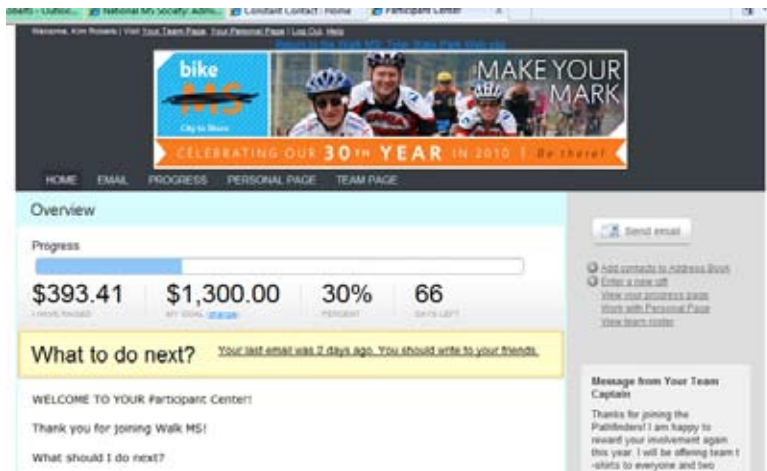 National MS Society: Admi...
Constant Contact : Home
Participant Center
Welcome, Kim Roberts | Visit Your Team Page, Your Personal Page | Log Out, Help
Return to the Walk MS:
bike
MS
City to Shore
MAKE YOUR
MARK
CELEBRATING OUR 30TH YEAR IN 2010 | Be there!
HOME EMAIL PROGRESS PERSONAL PAGE TEAM PAGE
Overview
Send email
Progress
Add contacts to Address Book
Enter a new gift
View your progress page
Work with Personal Page
View team roster
$393.41 $1,300.00 30% 66
I HAVE RAISED MY GOAL (change) PERCENT DAYS LEFT
What to do next? Your last email was 2 days ago. You should write to your friends.
WELCOME TO YOUR Participant Center!
Thank you for joining Walk MS!
What should I do next?
Message from Your Team
Captain
Thanks for joining the
Pathfinders! I am happy to
reward your involvement again
this year. I will be offering team t
-shirts to everyone and two